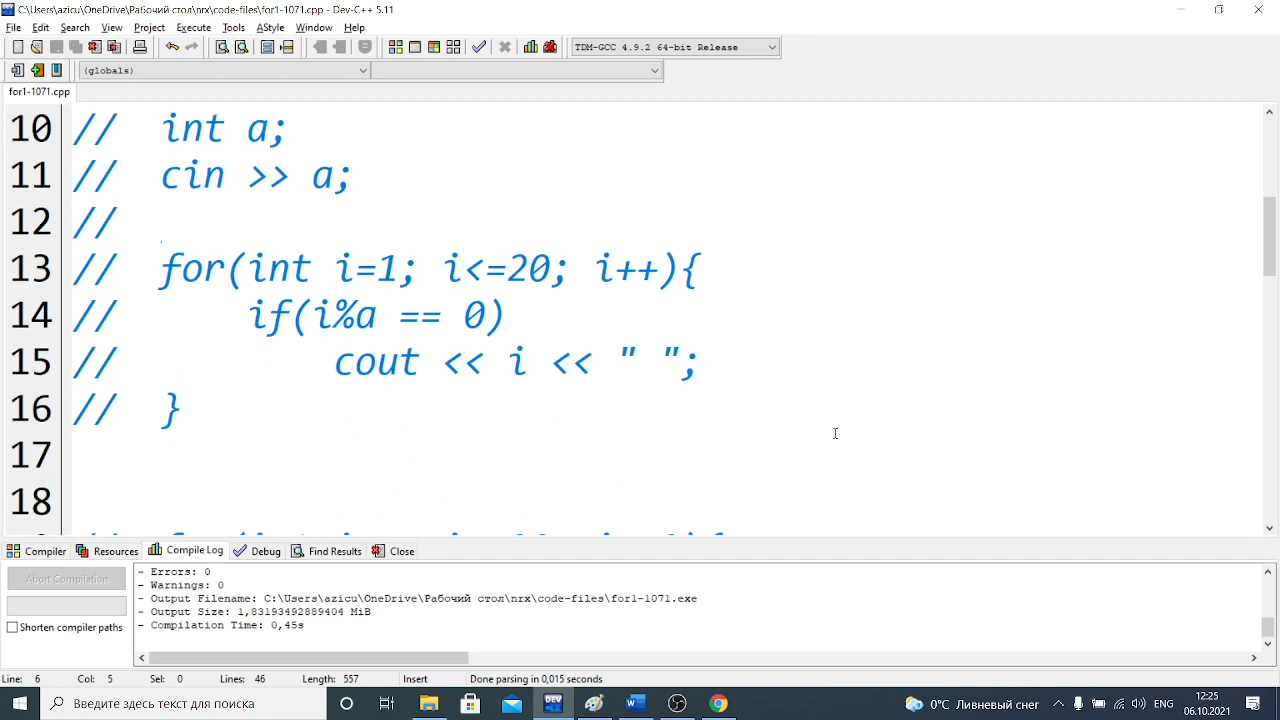 C:\Users\azicu\OneDrive\Рабочий стол\nrx\code-files\for1-1071.cpp - Dev-C++ 5.11
File Edit Search View Project Execute Tools AStyle Window Help
TDM-GCC 4.9.2 64-bit Release
(globals)
for1-1071.cpp
10 // int a;
11 // cin >> a;
12 //
13 // for(int i=1; i<=20; i++){
14 // if(i%a == 0)
15 // cout << i << " ";
16 // }
17
18
Compiler Resources Compile Log Debug Find Results Close
Abort Compilation
Shorten compiler paths
- Errors: 0
- Warnings: 0
- Output Filename: C:\Users\azicu\OneDrive\Рабочий стол\nrx\code-files\for1-1071.exe
- Output Size: 1,83193492889404 MiB
- Compilation Time: 0,45s
Line: 6 Col: 5 Sel: 0 Lines: 46 Length: 557 Insert Done parsing in 0,015 seconds
Введите здесь текст для поиска
DEV C++
0°C Ливневый снег
ENG
12:25
06.10.2021